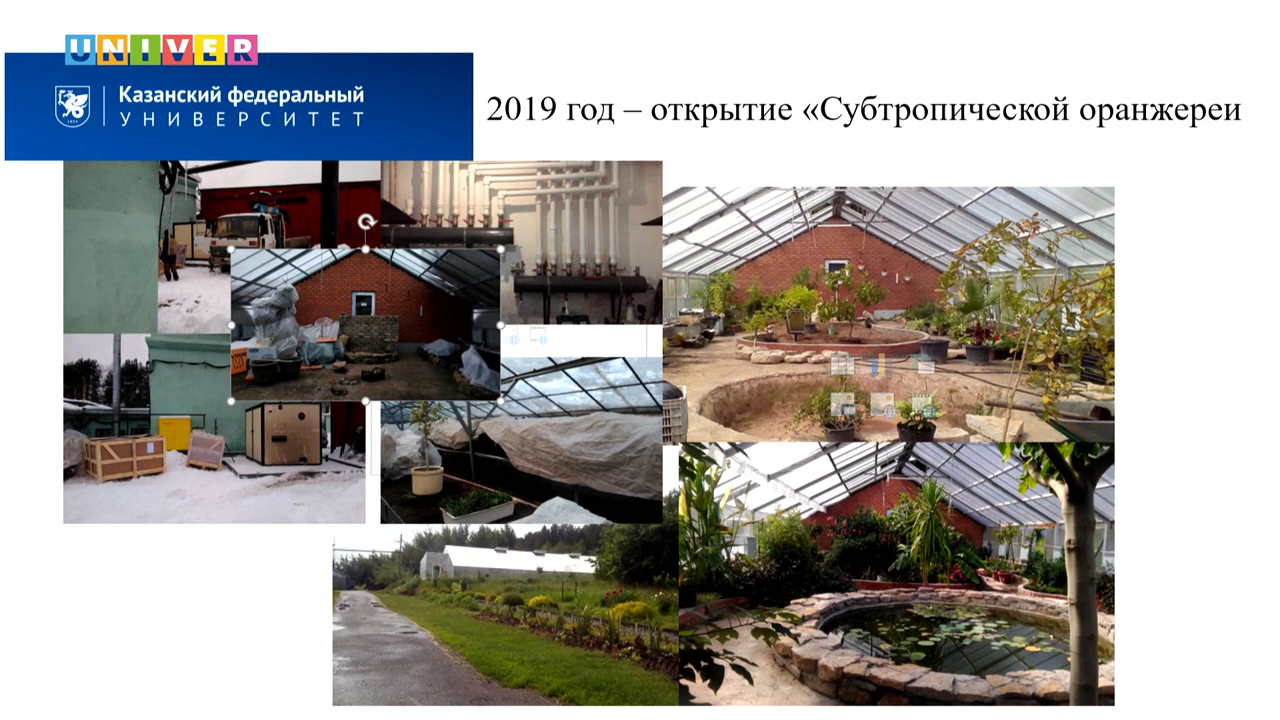 UNIVER
Казанский федеральный
УНИВЕРСИТЕТ
2019 год – открытие «Субтропической оранжереи